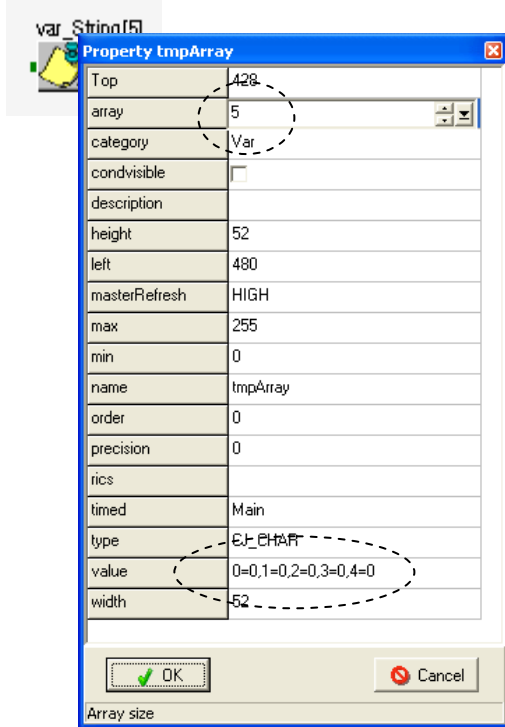 var_String[5]
Property tmpArray
Top 428
array 5
category Var
condvisible
description
height 52
left 480
masterRefresh HIGH
max 255
min 0
name tmpArray
order 0
precision 0
rics
timed Main
type
value 0=0,1=0,2=0,3=0,4=0
width 52
OK Cancel
Array size